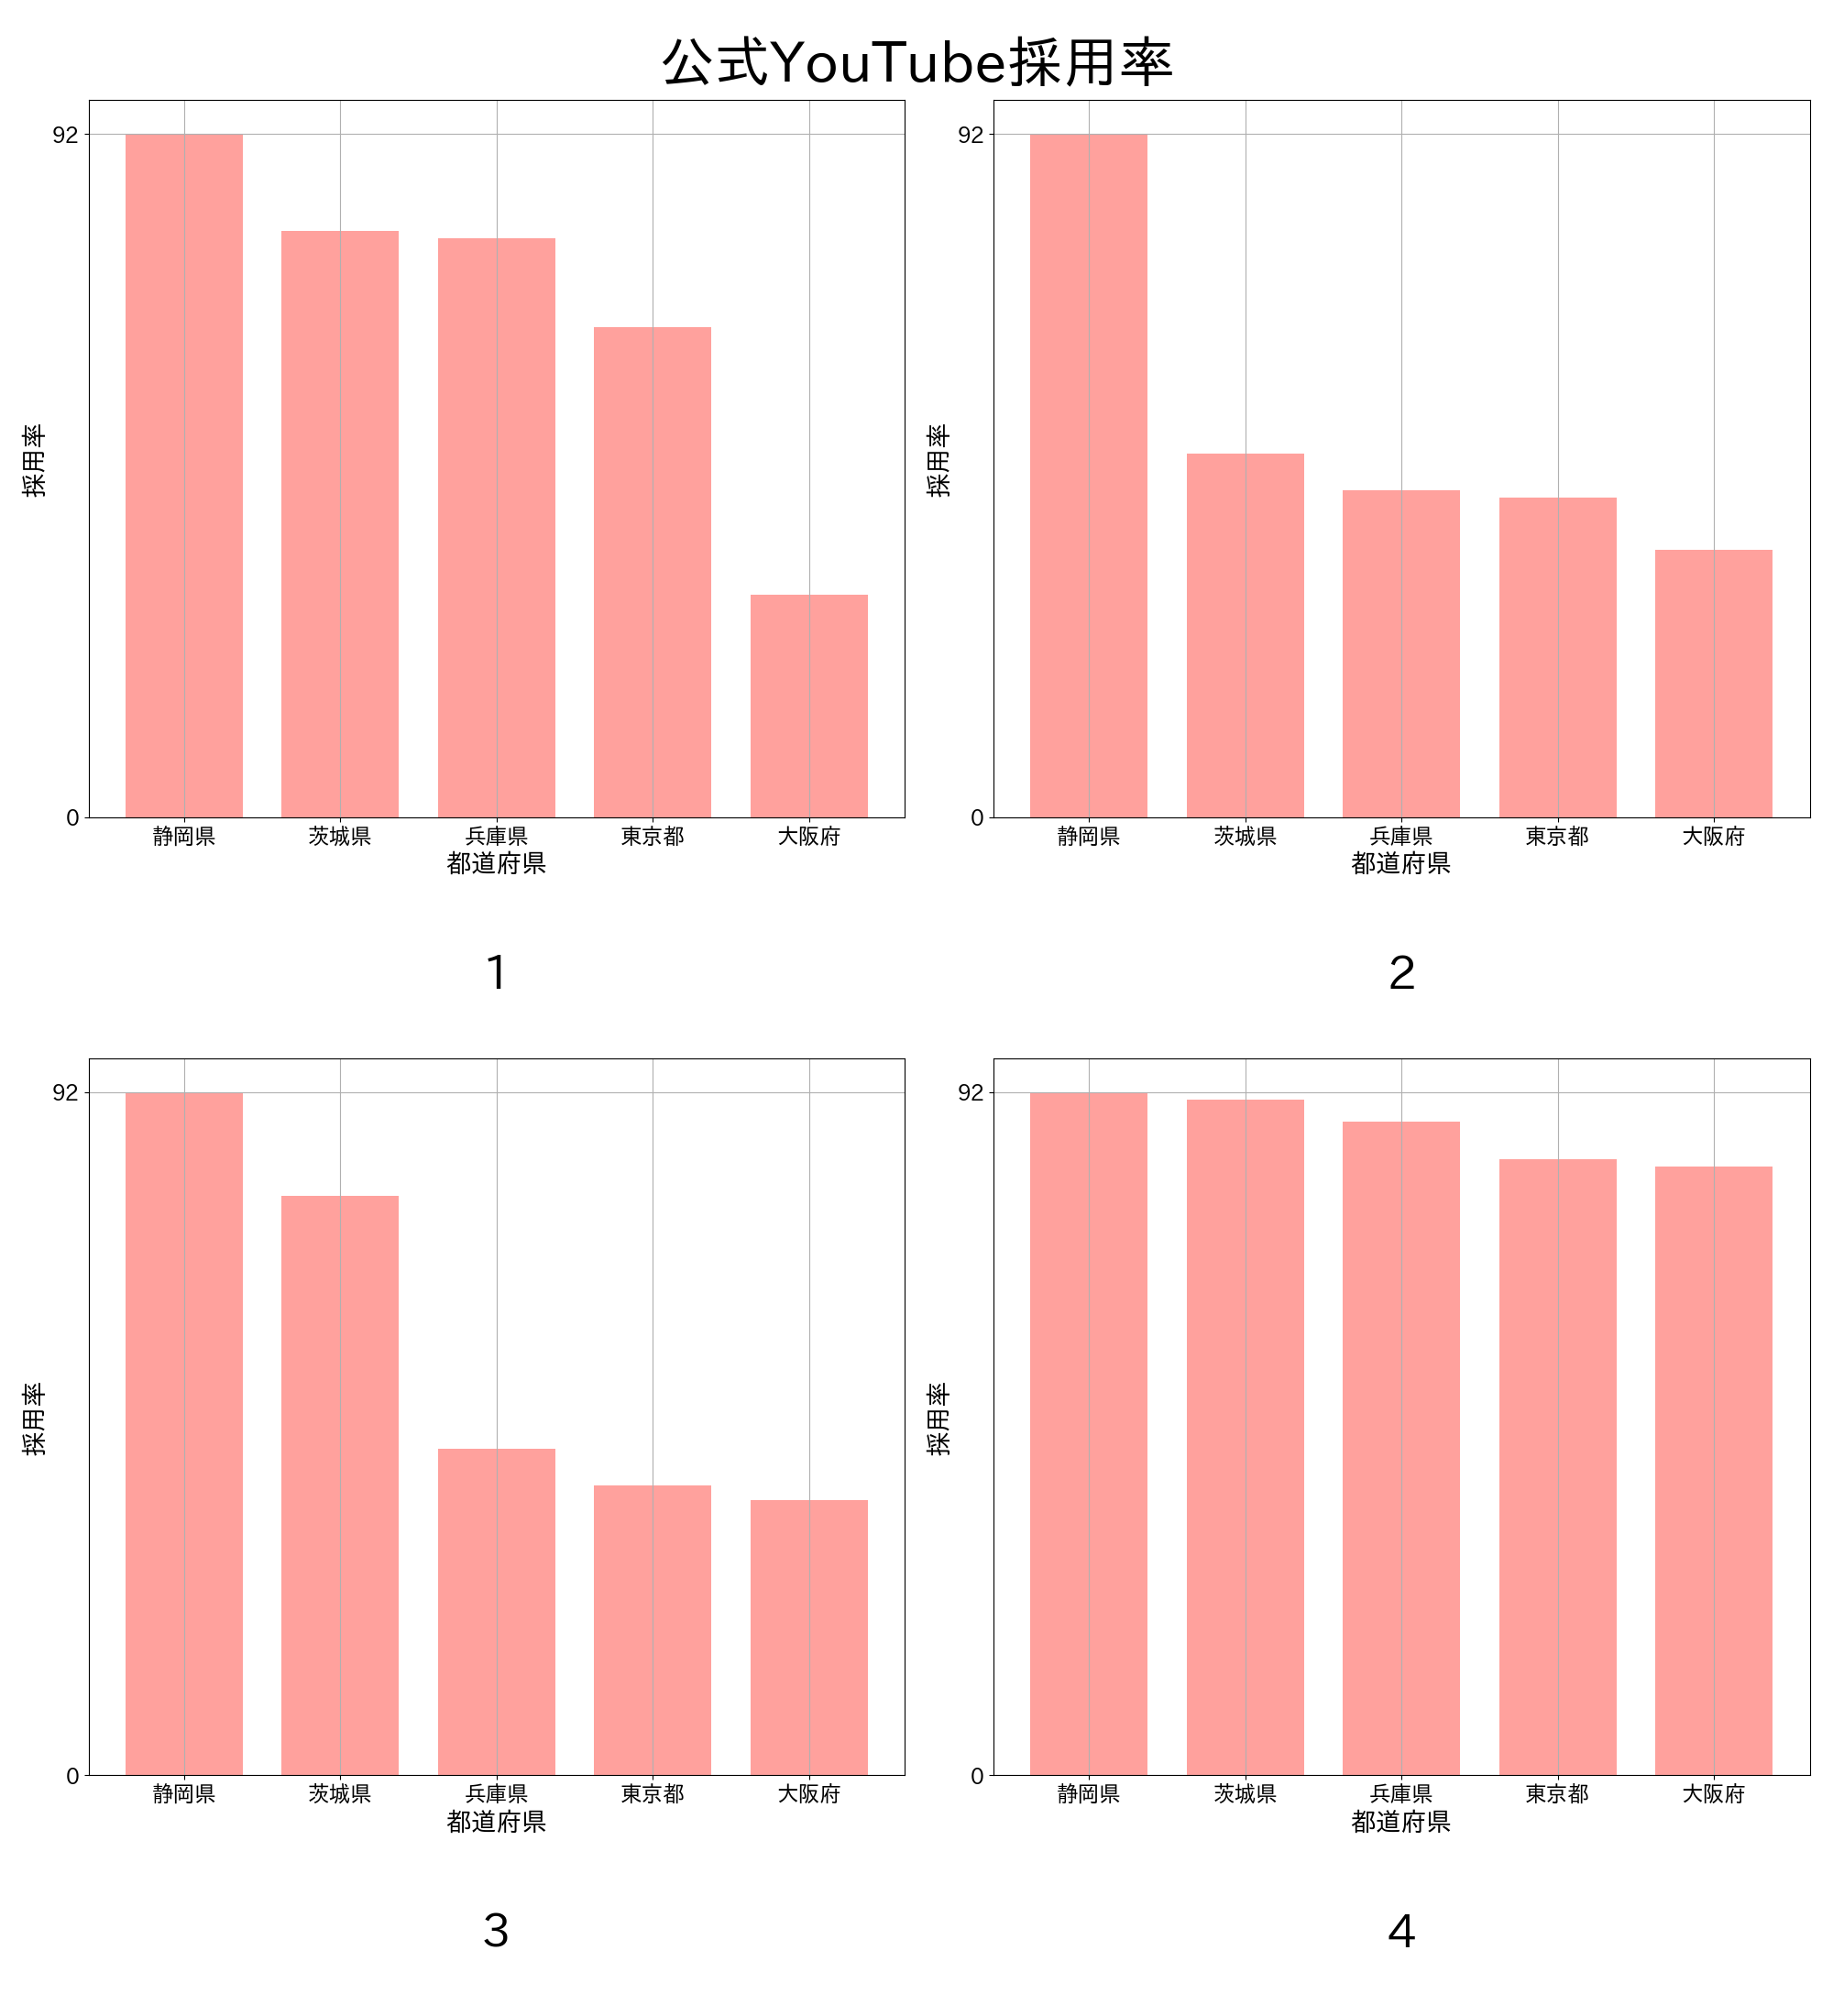 公式YouTube採用率
92
0
採用率
静岡県 茨城県 兵庫県 東京都 大阪府
都道府県
1
92
0
採用率
静岡県 茨城県 兵庫県 東京都 大阪府
都道府県
2
92
0
採用率
静岡県 茨城県 兵庫県 東京都 大阪府
都道府県
3
92
0
採用率
静岡県 茨城県 兵庫県 東京都 大阪府
都道府県
4